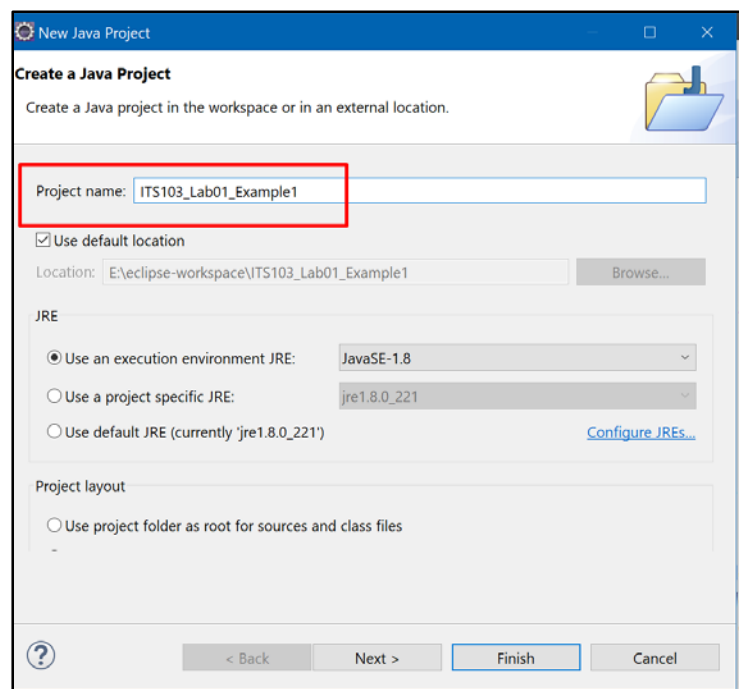 New Java Project
Create a Java Project
Create a Java project in the workspace or in an external location.
Project name: ITS103_Lab01_Example1
Use default location
Location: E:\eclipse-workspace\ITS103_Lab01_Example1 Browse...
JRE
Use an execution environment JRE: JavaSE-1.8
Use a project specific JRE: jre1.8.0_221
Use default JRE (currently 'jre1.8.0_221') Configure JREs...
Project layout
Use project folder as root for sources and class files
? < Back Next > Finish Cancel